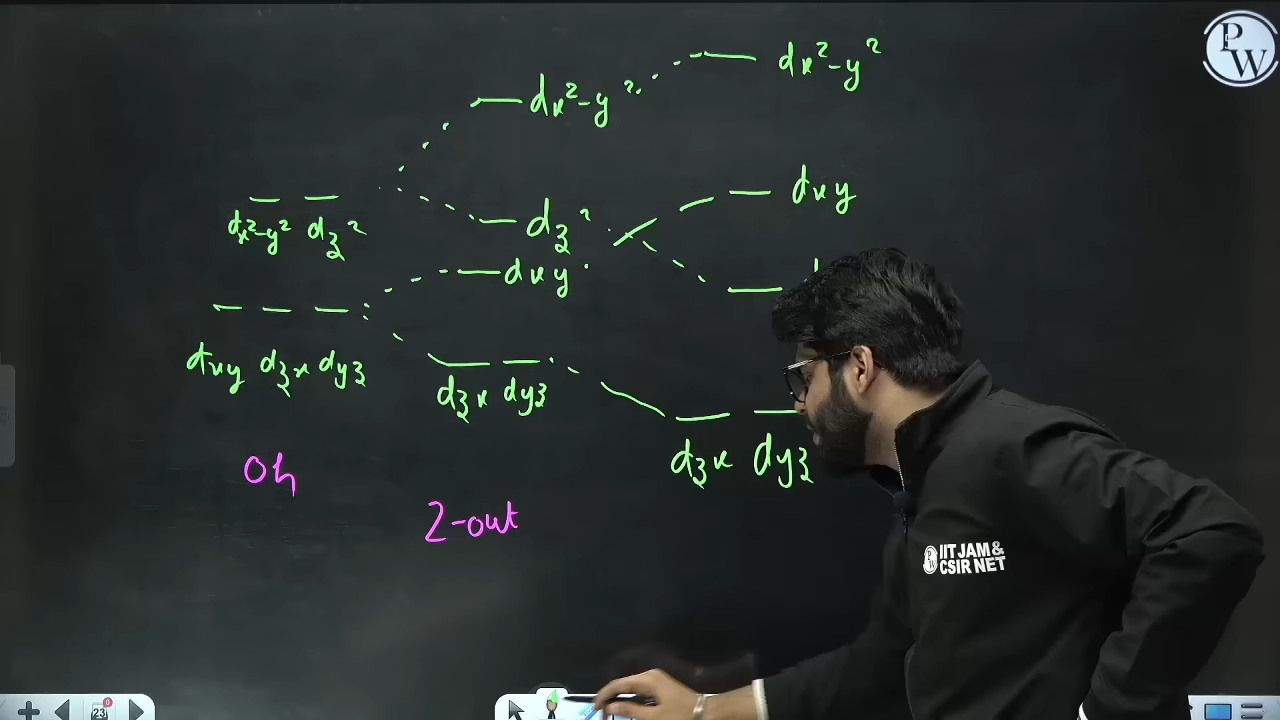 PW
dx²-y²
dx²-y²
dxy
dx²-y² dz²
dz²
dxy
dxy dzx dyz
dzx dyz
dzx dyz
Oh
Z-out
IIT JAM &
CSIR NET
23